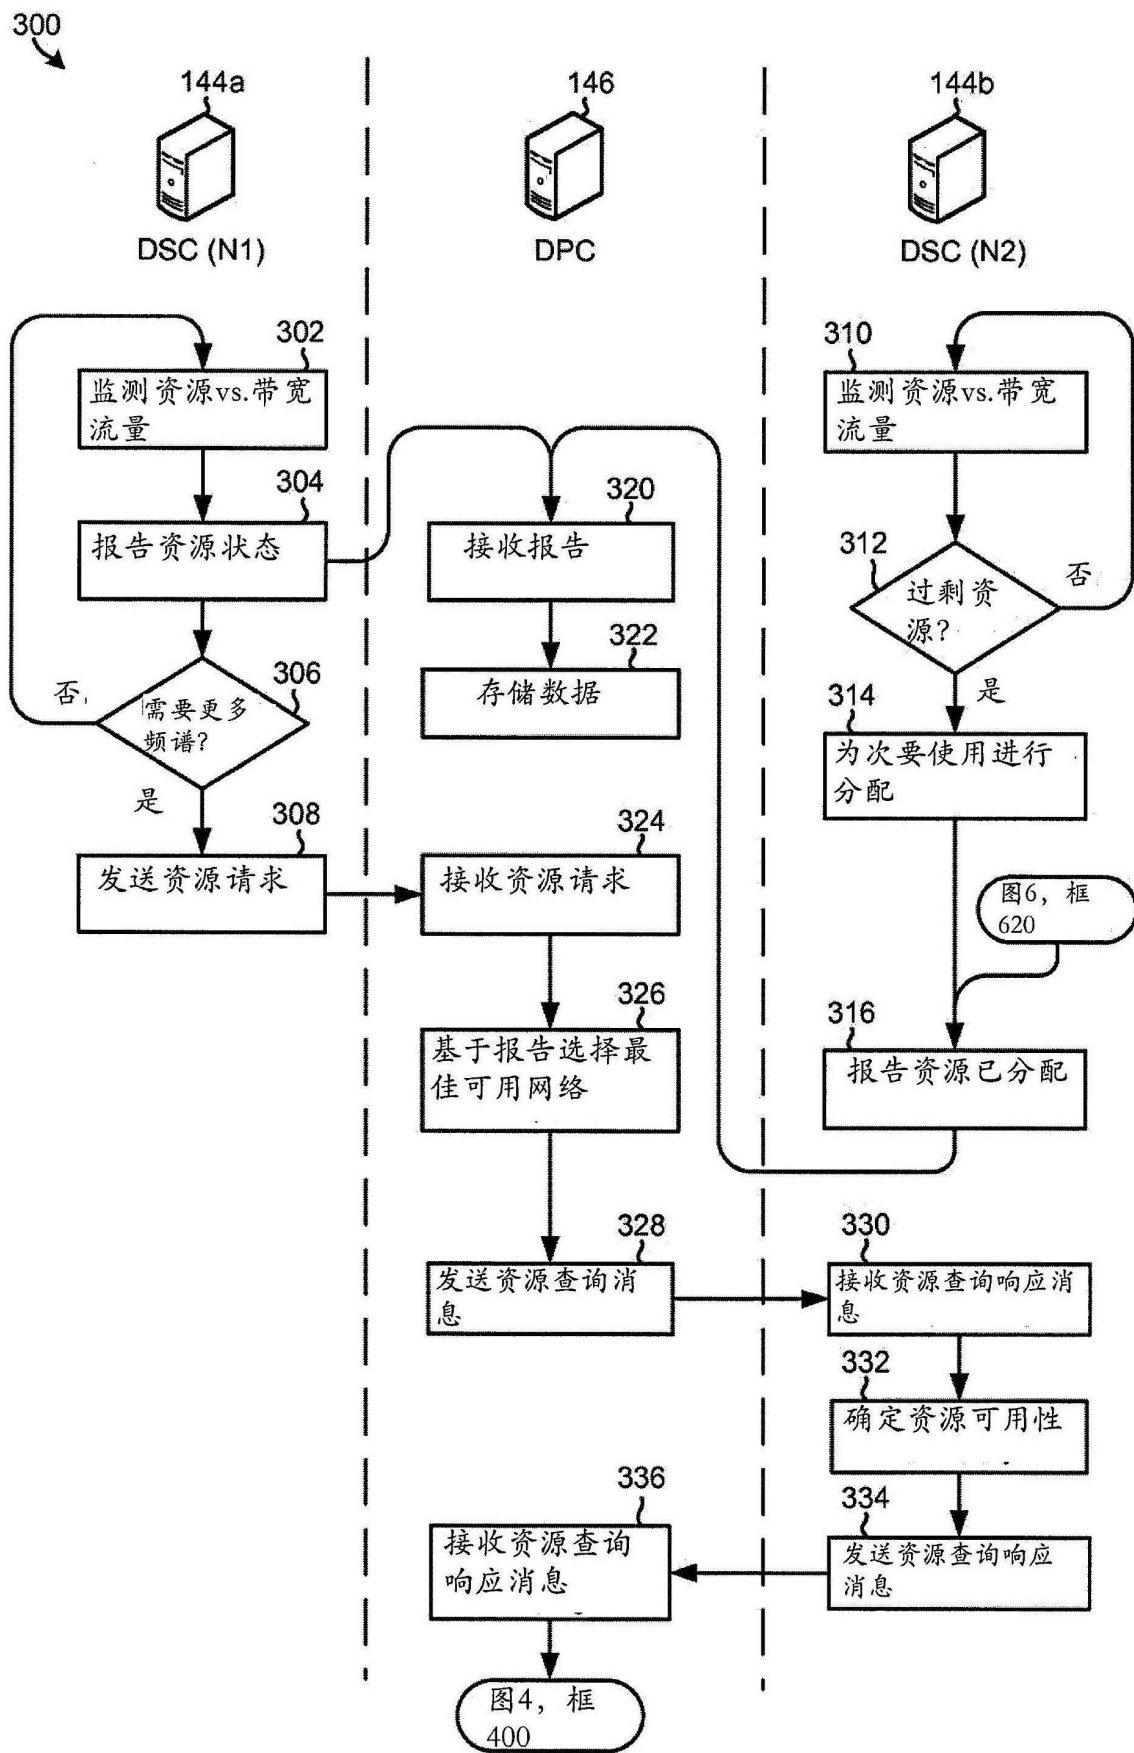 300
144a
146
144b
DSC (N1)
DPC
DSC (N2)
302
监测资源vs.带宽
流量
304
报告资源状态
306
需要更多
频谱?
否
是
308
发送资源请求
320
接收报告
322
存储数据
324
接收资源请求
326
基于报告选择最
佳可用网络
328
发送资源查询消
息
310
监测资源vs.带宽
流量
312
过剩资
源?
否
是
314
为次要使用进行
分配
图6, 框
620
316
报告资源已分配
330
接收资源查询响应消
息
332
确定资源可用性
334
发送资源查询响应
消息
336
接收资源查询
响应消息
图4, 框
400